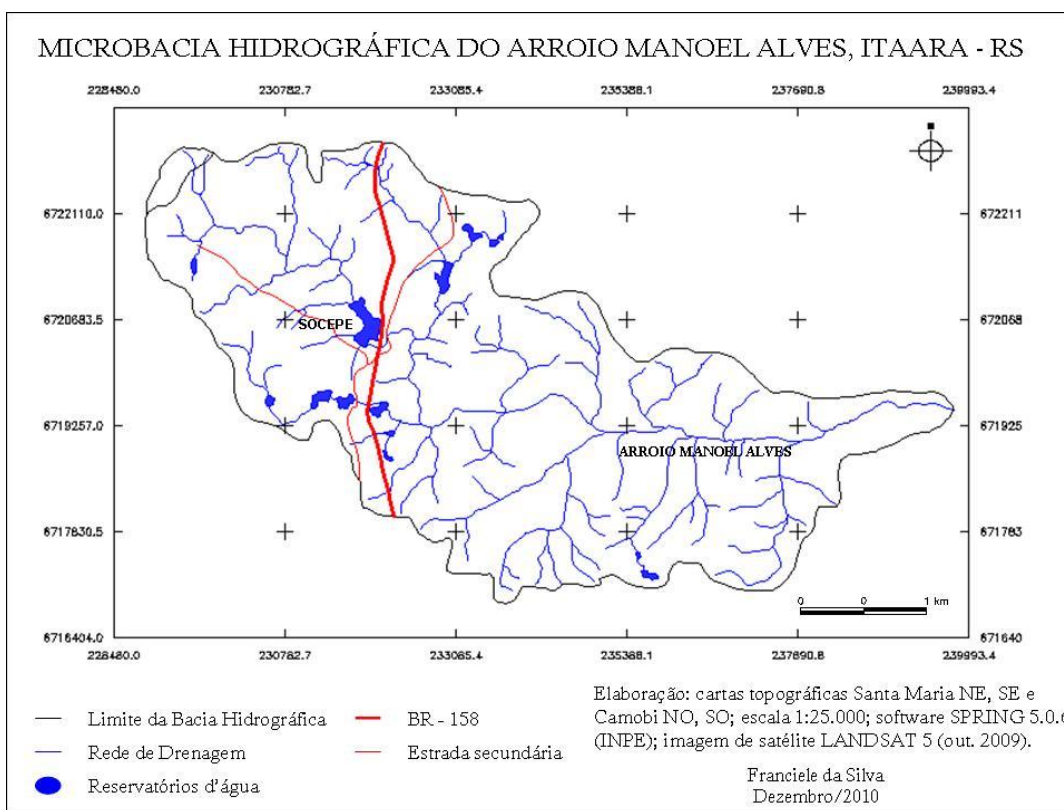 MICROBACIA HIDROGRÁFICA DO ARROIO MANOEL ALVES, ITAARA - RS
228480.0 230782.7 233085.4 235388.1 237690.8 239993.4
6722110.0 672211
6720683.5 672068
SOCEPE
6719257.0 671925
ARROIO MANOEL ALVES
6717830.5 671783
0 0 1 km
6716404.0 671640
228480.0 230782.7 233085.4 235388.1 237690.8 239993.4
Limite da Bacia Hidrográfica
Rede de Drenagem
Reservatórios d'água
BR - 158
Estrada secundária
Elaboração: cartas topográficas Santa Maria NE, SE e
Camobi NO, SO; escala 1:25.000; software SPRING 5.0.6
(INPE); imagem de satélite LANDSAT 5 (out. 2009).
Franciele da Silva
Dezembro/2010